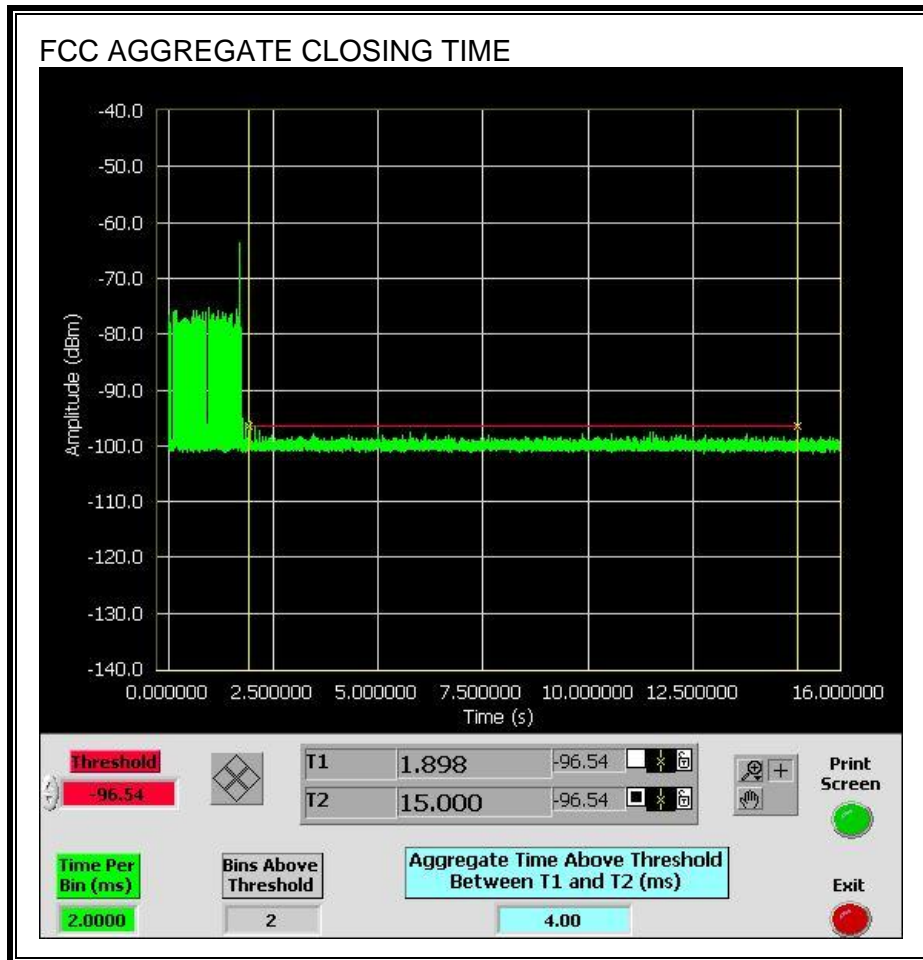 FCC AGGREGATE CLOSING TIME
-40.0
-50.0
-60.0
-70.0
-80.0
-90.0
-100.0
-110.0
-120.0
-130.0
-140.0
Amplitude (dBm)
0.000000 2.500000 5.000000 7.500000 10.000000 12.500000 16.000000
Time (s)
Threshold
-96.54
T1 1.898 -96.54
T2 15.000 -96.54
Print
Screen
Time Per
Bin (ms)
2.0000
Bins Above
Threshold
2
Aggregate Time Above Threshold
Between T1 and T2 (ms)
4.00
Exit